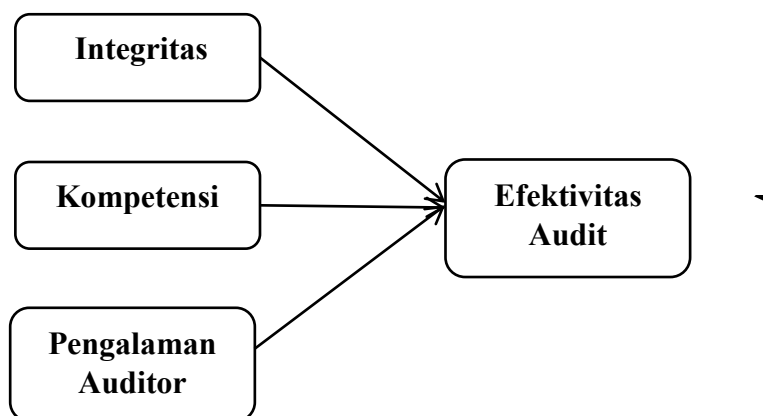 Integritas
Kompetensi
Efektivitas
Audit
Pengalaman
Auditor